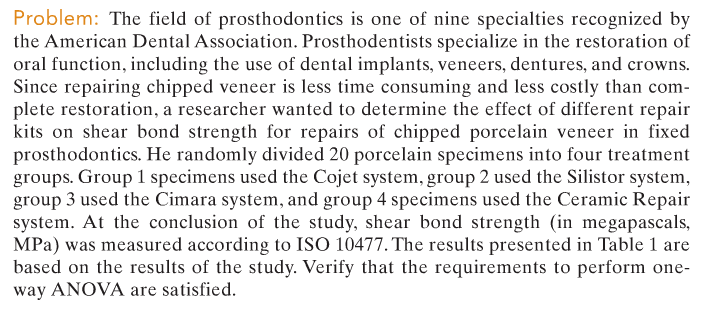 Problem: The field of prosthodontics is one of nine specialties recognized by
the American Dental Association. Prosthodentists specialize in the restoration of
oral function, including the use of dental implants, veneers, dentures, and crowns.
Since repairing chipped veneer is less time consuming and less costly than com-
plete restoration, a researcher wanted to determine the effect of different repair
kits on shear bond strength for repairs of chipped porcelain veneer in fixed
prosthodontics. He randomly divided 20 porcelain specimens into four treatment
groups. Group 1 specimens used the Cojet system, group 2 used the Silistor system,
group 3 used the Cimara system, and group 4 specimens used the Ceramic Repair
system. At the conclusion of the study, shear bond strength (in megapascals,
MPa) was measured according to ISO 10477. The results presented in Table 1 are
based on the results of the study. Verify that the requirements to perform one-
way ANOVA are satisfied.